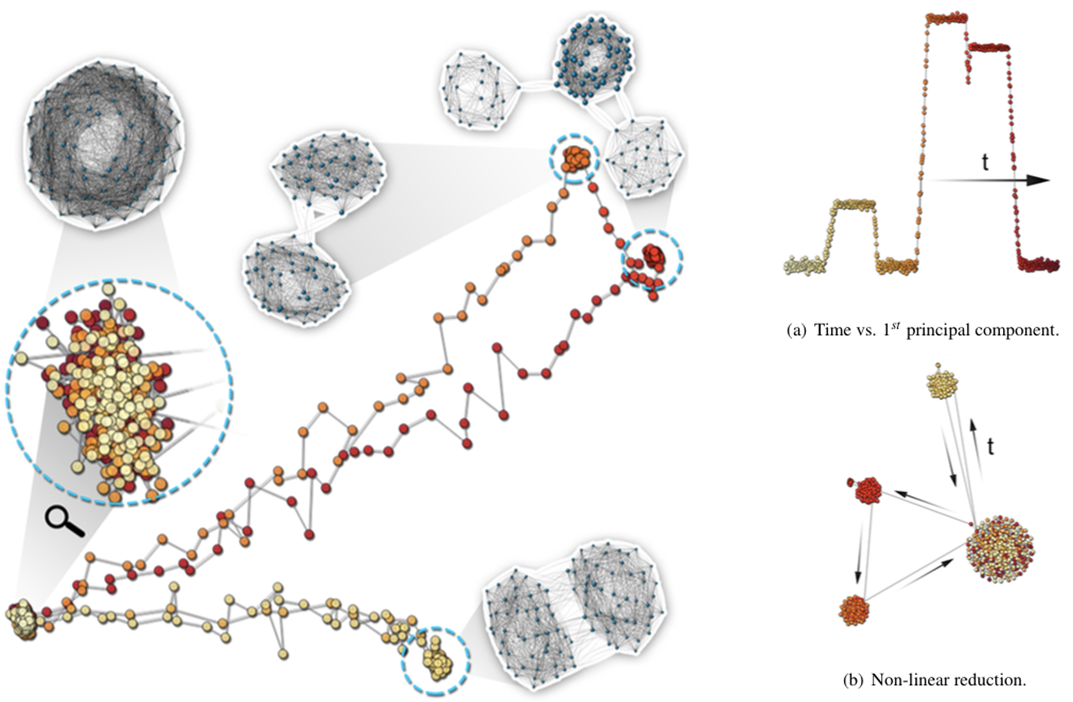 t
(a) Time vs. 1st principal component.
t
(b) Non-linear reduction.